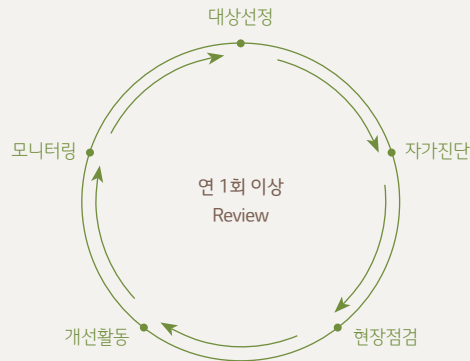 대상선정
모니터링
자가진단
연 1회 이상
Review
개선활동
현장점검